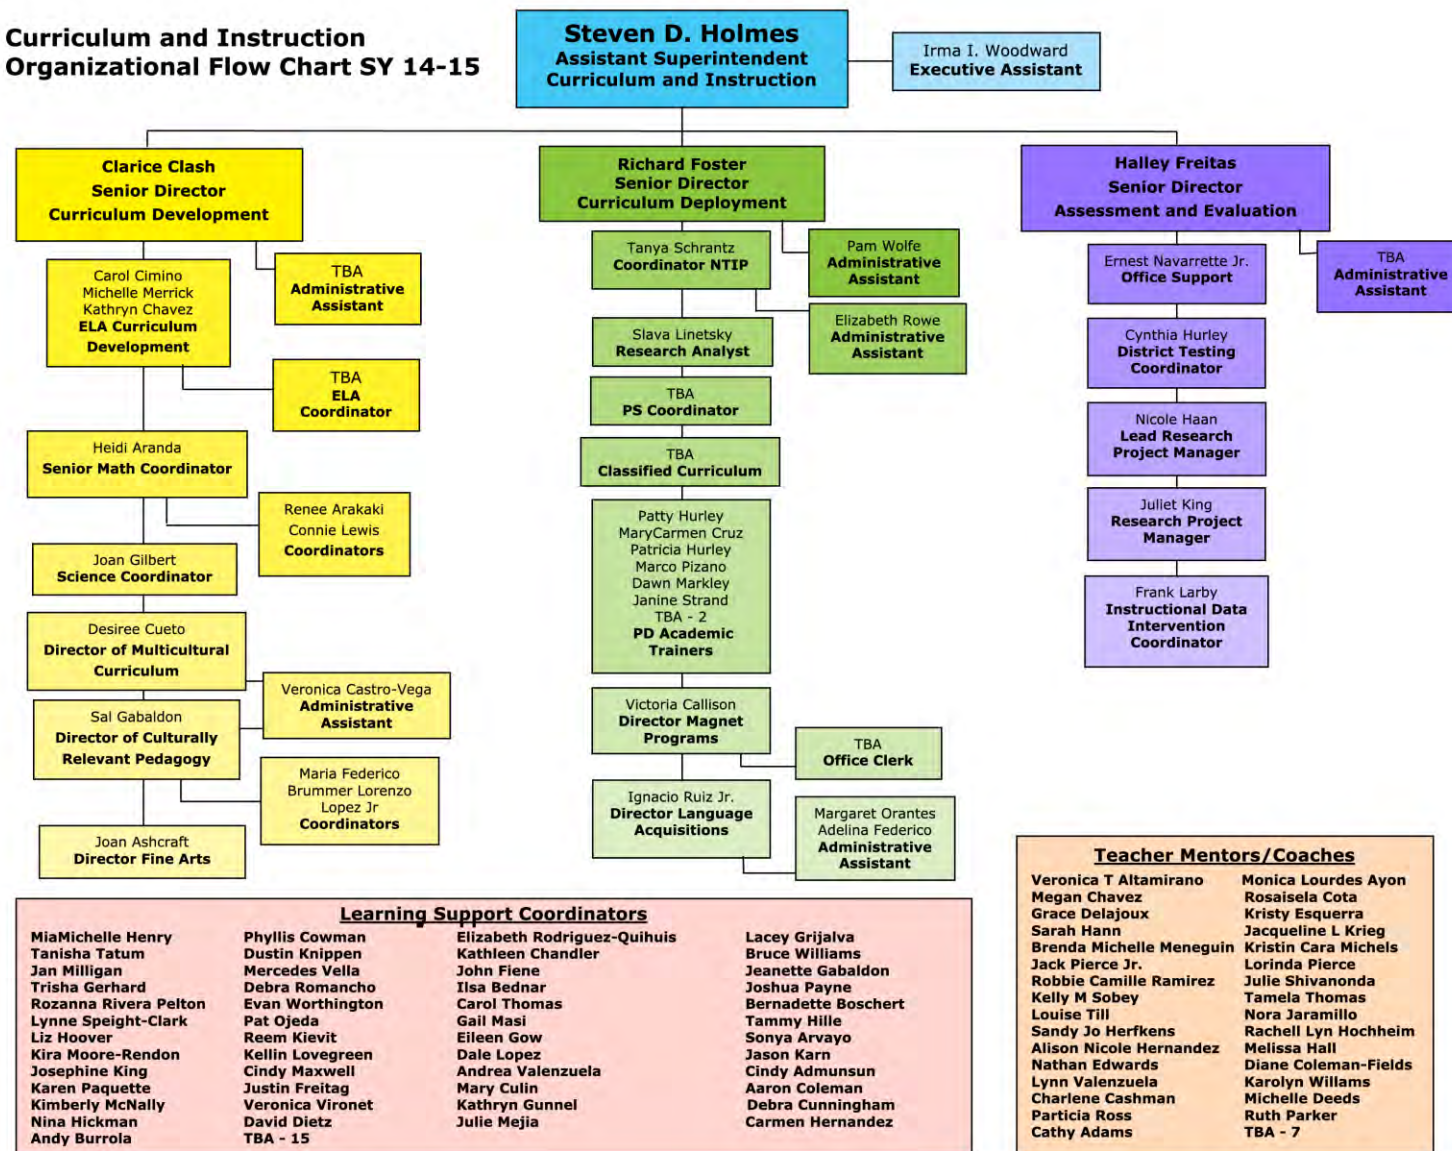 Curriculum and Instruction
Organizational Flow Chart SY 14-15
Steven D. Holmes
Assistant Superintendent
Curriculum and Instruction
Irma I. Woodward
Executive Assistant
Clarice Clash
Senior Director
Curriculum Development
TBA
Administrative
Assistant
Carol Cimino
Michelle Merrick
Kathryn Chavez
ELA Curriculum
Development
TBA
ELA
Coordinator
Heidi Aranda
Senior Math Coordinator
Renee Arakaki
Connie Lewis
Coordinators
Joan Gilbert
Science Coordinator
Desiree Cueto
Director of Multicultural
Curriculum
Veronica Castro-Vega
Administrative
Assistant
Sal Gabaldon
Director of Culturally
Relevant Pedagogy
Maria Federico
Brummer Lorenzo
Lopez Jr
Coordinators
Joan Ashcraft
Director Fine Arts
Richard Foster
Senior Director
Curriculum Deployment
Pam Wolfe
Administrative
Assistant
Tanya Schrantz
Coordinator NTIP
Elizabeth Rowe
Administrative
Assistant
Slava Linetsky
Research Analyst
TBA
PS Coordinator
TBA
Classified Curriculum
Patty Hurley
MaryCarmen Cruz
Patricia Hurley
Marco Pizano
Dawn Markley
Janine Strand
TBA - 2
PD Academic
Trainers
Victoria Callison
Director Magnet
Programs
TBA
Office Clerk
Ignacio Ruiz Jr.
Director Language
Acquisitions
Margaret Orantes
Adelina Federico
Administrative
Assistant
Halley Freitas
Senior Director
Assessment and Evaluation
TBA
Administrative
Assistant
Ernest Navarrette Jr.
Office Support
Cynthia Hurley
District Testing
Coordinator
Nicole Haan
Lead Research
Project Manager
Juliet King
Research Project
Manager
Frank Larby
Instructional Data
Intervention
Coordinator
Learning Support Coordinators
MiaMichelle Henry
Tanisha Tatum
Jan Milligan
Trisha Gerhard
Rozanna Rivera Pelton
Lynne Speight-Clark
Liz Hoover
Kira Moore-Rendon
Josephine King
Karen Paquette
Kimberly McNally
Nina Hickman
Andy Burrola
Phyllis Cowman
Dustin Knippen
Mercedes Vella
Debra Romancho
Evan Worthington
Pat Ojeda
Reem Kievit
Kellin Lovegreen
Cindy Maxwell
Justin Freitag
Veronica Vironet
David Dietz
TBA - 15
Elizabeth Rodriguez-Quihuis
Kathleen Chandler
John Fiene
Ilsa Bednar
Carol Thomas
Gail Masi
Eileen Gow
Dale Lopez
Andrea Valenzuela
Mary Culin
Kathryn Gunnel
Julie Mejia
Lacey Grijalva
Bruce Williams
Jeanette Gabaldon
Joshua Payne
Bernadette Boschert
Tammy Hille
Sonya Arvayo
Jason Karn
Cindy Admunsun
Aaron Coleman
Debra Cunningham
Carmen Hernandez
Teacher Mentors/Coaches
Veronica T Altamirano
Megan Chavez
Grace Delajoux
Sarah Hann
Brenda Michelle Meneguin
Jack Pierce Jr.
Robbie Camille Ramirez
Kelly M Sobey
Louise Till
Sandy Jo Herfkens
Alison Nicole Hernandez
Nathan Edwards
Lynn Valenzuela
Charlene Cashman
Particia Ross
Cathy Adams
Monica Lourdes Ayon
Rosaisela Cota
Kristy Esquerra
Jacqueline L Krieg
Kristin Cara Michels
Lorinda Pierce
Julie Shivanonda
Tamela Thomas
Nora Jaramillo
Rachell Lyn Hochheim
Melissa Hall
Diane Coleman-Fields
Karolyn Willams
Michelle Deeds
Ruth Parker
TBA - 7